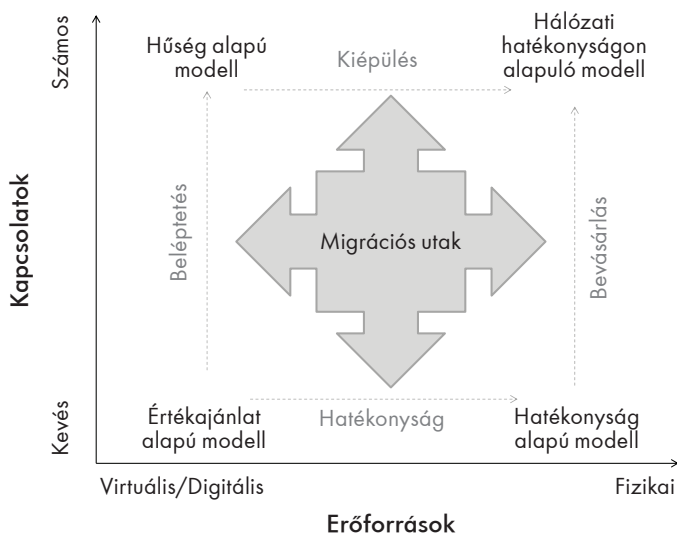 Számos
Hűség alapú
modell
Kiépülés
Hálózati
hatékonyságon
alapuló modell
Kapcsolatok
Beléptetés
Migrációs utak
Bevásárlás
Kevés
Értékajánlat
alapú modell
Hatékonyság
Hatékonyság
alapú modell
Virtuális/Digitális
Fizikai
Erőforrások